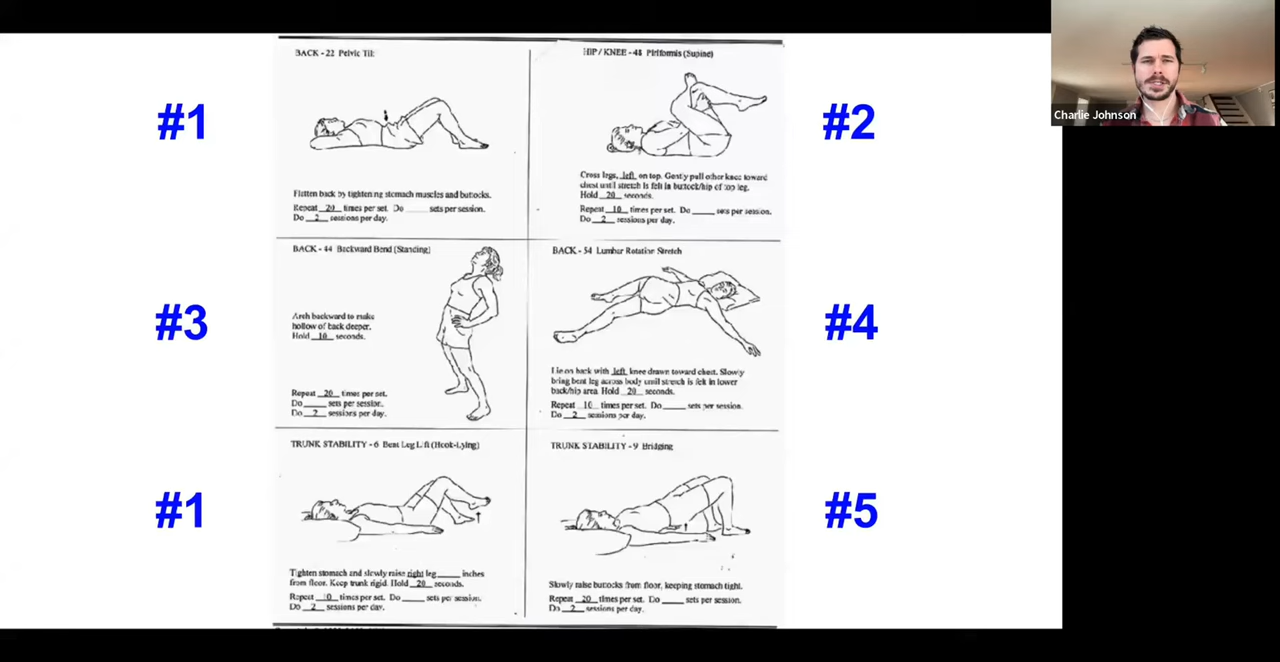 Charlie Johnson
#1
BACK - 22 Pelvic Tilt
Flatten back by tightening stomach muscles and buttocks.
Repeat 20 times per set. Do ____ sets per session.
Do 2 sessions per day.
#2
HIP / KNEE - 48 Piriformis (Supine)
Cross legs, left on top. Gently pull other knee toward
chest until stretch is felt in buttock/hip of top leg.
Hold 20 seconds.
Repeat 10 times per set. Do ____ sets per session.
Do 2 sessions per day.
#3
BACK - 44 Backward Bend (Standing)
Arch backward to make
hollow of back deeper.
Hold 10 seconds.
Repeat 20 times per set.
Do ____ sets per session.
Do 2 sessions per day.
#4
BACK - 54 Lumbar Rotation Stretch
Lie on back with left knee drawn toward chest. Slowly
bring bent leg across body until stretch is felt in lower
back/hip area. Hold 20 seconds.
Repeat 10 times per set. Do ____ sets per session.
Do 2 sessions per day.
#1
TRUNK STABILITY - 6 Bent Leg Lift (Hook-Lying)
Tighten stomach and slowly raise right leg ____ inches
from floor. Keep trunk rigid. Hold 20 seconds.
Repeat 10 times per set. Do ____ sets per session.
Do 2 sessions per day.
#5
TRUNK STABILITY - 9 Bridging
Slowly raise buttocks from floor, keeping stomach tight.
Repeat 20 times per set. Do ____ sets per session.
Do 2 sessions per day.